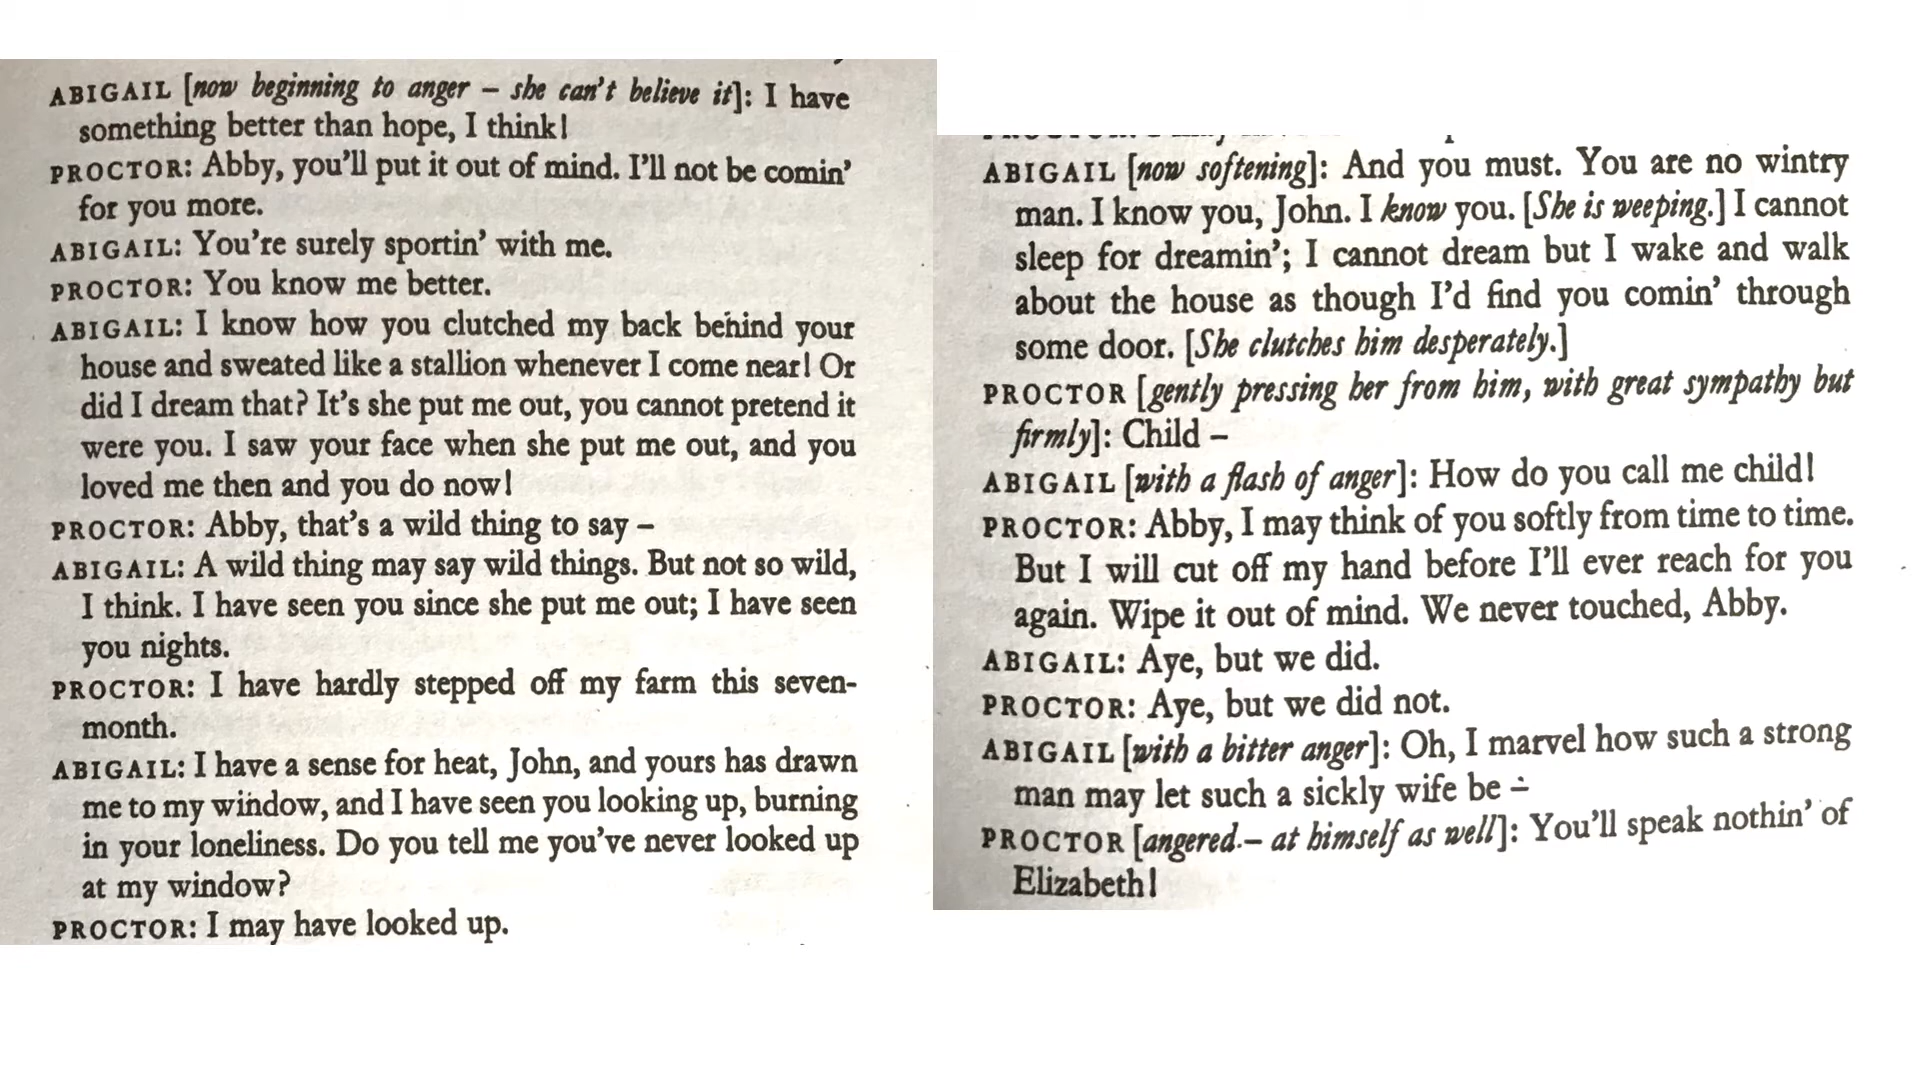 ABIGAIL [now beginning to anger – she can't believe it]: I have
something better than hope, I think!
PROCTOR: Abby, you'll put it out of mind. I'll not be comin'
for you more.
ABIGAIL: You're surely sportin' with me.
PROCTOR: You know me better.
ABIGAIL: I know how you clutched my back behind your
house and sweated like a stallion whenever I come near! Or
did I dream that? It's she put me out, you cannot pretend it
were you. I saw your face when she put me out, and you
loved me then and you do now!
PROCTOR: Abby, that's a wild thing to say –
ABIGAIL: A wild thing may say wild things. But not so wild,
I think. I have seen you since she put me out; I have seen
you nights.
PROCTOR: I have hardly stepped off my farm this seven-
month.
ABIGAIL: I have a sense for heat, John, and yours has drawn
me to my window, and I have seen you looking up, burning
in your loneliness. Do you tell me you've never looked up
at my window?
PROCTOR: I may have looked up.
ABIGAIL [now softening]: And you must. You are no wintry
man. I know you, John. I know you. [She is weeping.] I cannot
sleep for dreamin'; I cannot dream but I wake and walk
about the house as though I'd find you comin' through
some door. [She clutches him desperately.]
PROCTOR [gently pressing her from him, with great sympathy but
firmly]: Child –
ABIGAIL [with a flash of anger]: How do you call me child!
PROCTOR: Abby, I may think of you softly from time to time.
But I will cut off my hand before I'll ever reach for you
again. Wipe it out of mind. We never touched, Abby.
ABIGAIL: Aye, but we did.
PROCTOR: Aye, but we did not.
ABIGAIL [with a bitter anger]: Oh, I marvel how such a strong
man may let such a sickly wife be –
PROCTOR [angered – at himself as well]: You'll speak nothin' of
Elizabeth!